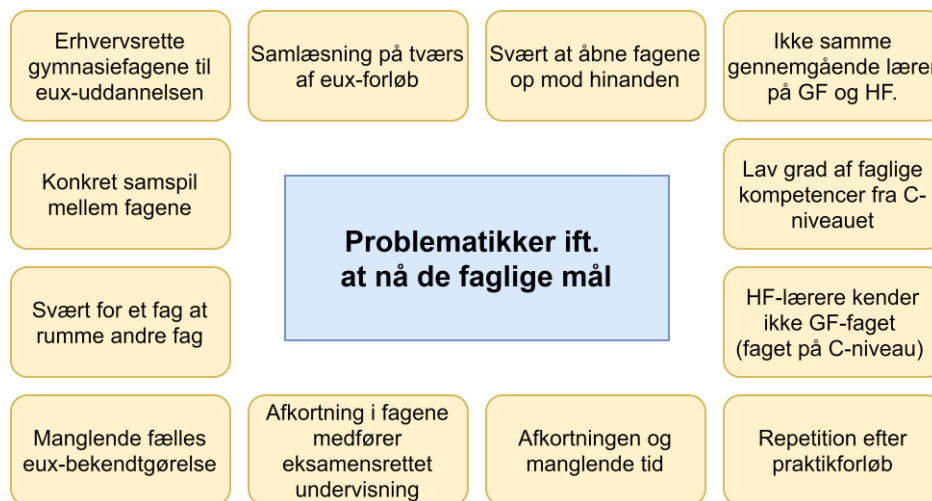 Erhvervsrette
gymnasiefagene til
eux-uddannelsen
Samlæsning på tværs
af eux-forløb
Svært at åbne fagene
op mod hinanden
Ikke samme
gennemgående lærer
på GF og HF.
Konkret samspil
mellem fagene
Problematikker ift.
at nå de faglige mål
Lav grad af faglige
kompetencer fra C-
niveauet
Svært for et fag at
rumme andre fag
HF-lærere kender
ikke GF-faget
(faget på C-niveau)
Manglende fælles
eux-bekendtgørelse
Afkortning i fagene
medfører
eksamensrettet
undervisning
Afkortningen og
manglende tid
Repetition efter
praktikforløb